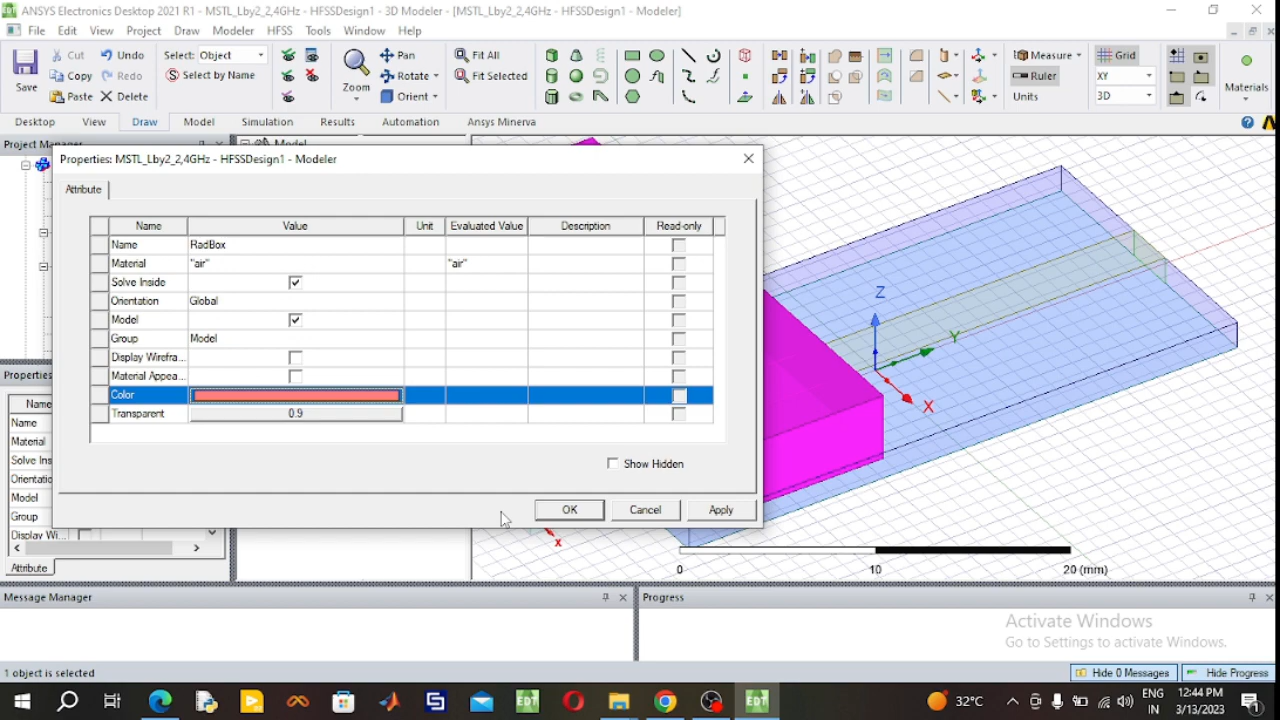 ANSYS Electronics Desktop 2021 R1 - MSTL_Lby2_2,4GHz - HFSSDesign1 - 3D Modeler - [MSTL_Lby2_2,4GHz - HFSSDesign1 - Modeler]
File Edit View Project Draw Modeler HFSS Tools Window Help
Save
Cut Undo
Copy Redo
Paste Delete
Select: Object
Select by Name
Zoom
Pan
Rotate
Orient
Fit All
Fit Selected
Measure
Ruler
Units
Grid
XY
3D
Materials
Desktop View Draw Model Simulation Results Automation Ansys Minerva
Project Manager
Model
Properties: MSTL_Lby2_2,4GHz - HFSSDesign1 - Modeler
Attribute
Name Value Unit Evaluated Value Description Read-only
Name RadBox
Material "air" "air"
Solve Inside
Orientation Global
Model
Group Model
Display Wirefra...
Material Appea...
Color
Transparent 0.9
Show Hidden
OK Cancel Apply
Properties
Name
Name
Material
Solve Ins
Orientatio
Model
Group
Display Wi...
Attribute
Z
Y
X
x
0 10 20 (mm)
Message Manager
Progress
Activate Windows
Go to Settings to activate Windows.
1 object is selected
Hide 0 Messages
Hide Progress
EDT
EDT
32°C
ENG
IN
12:44 PM
3/13/2023
1